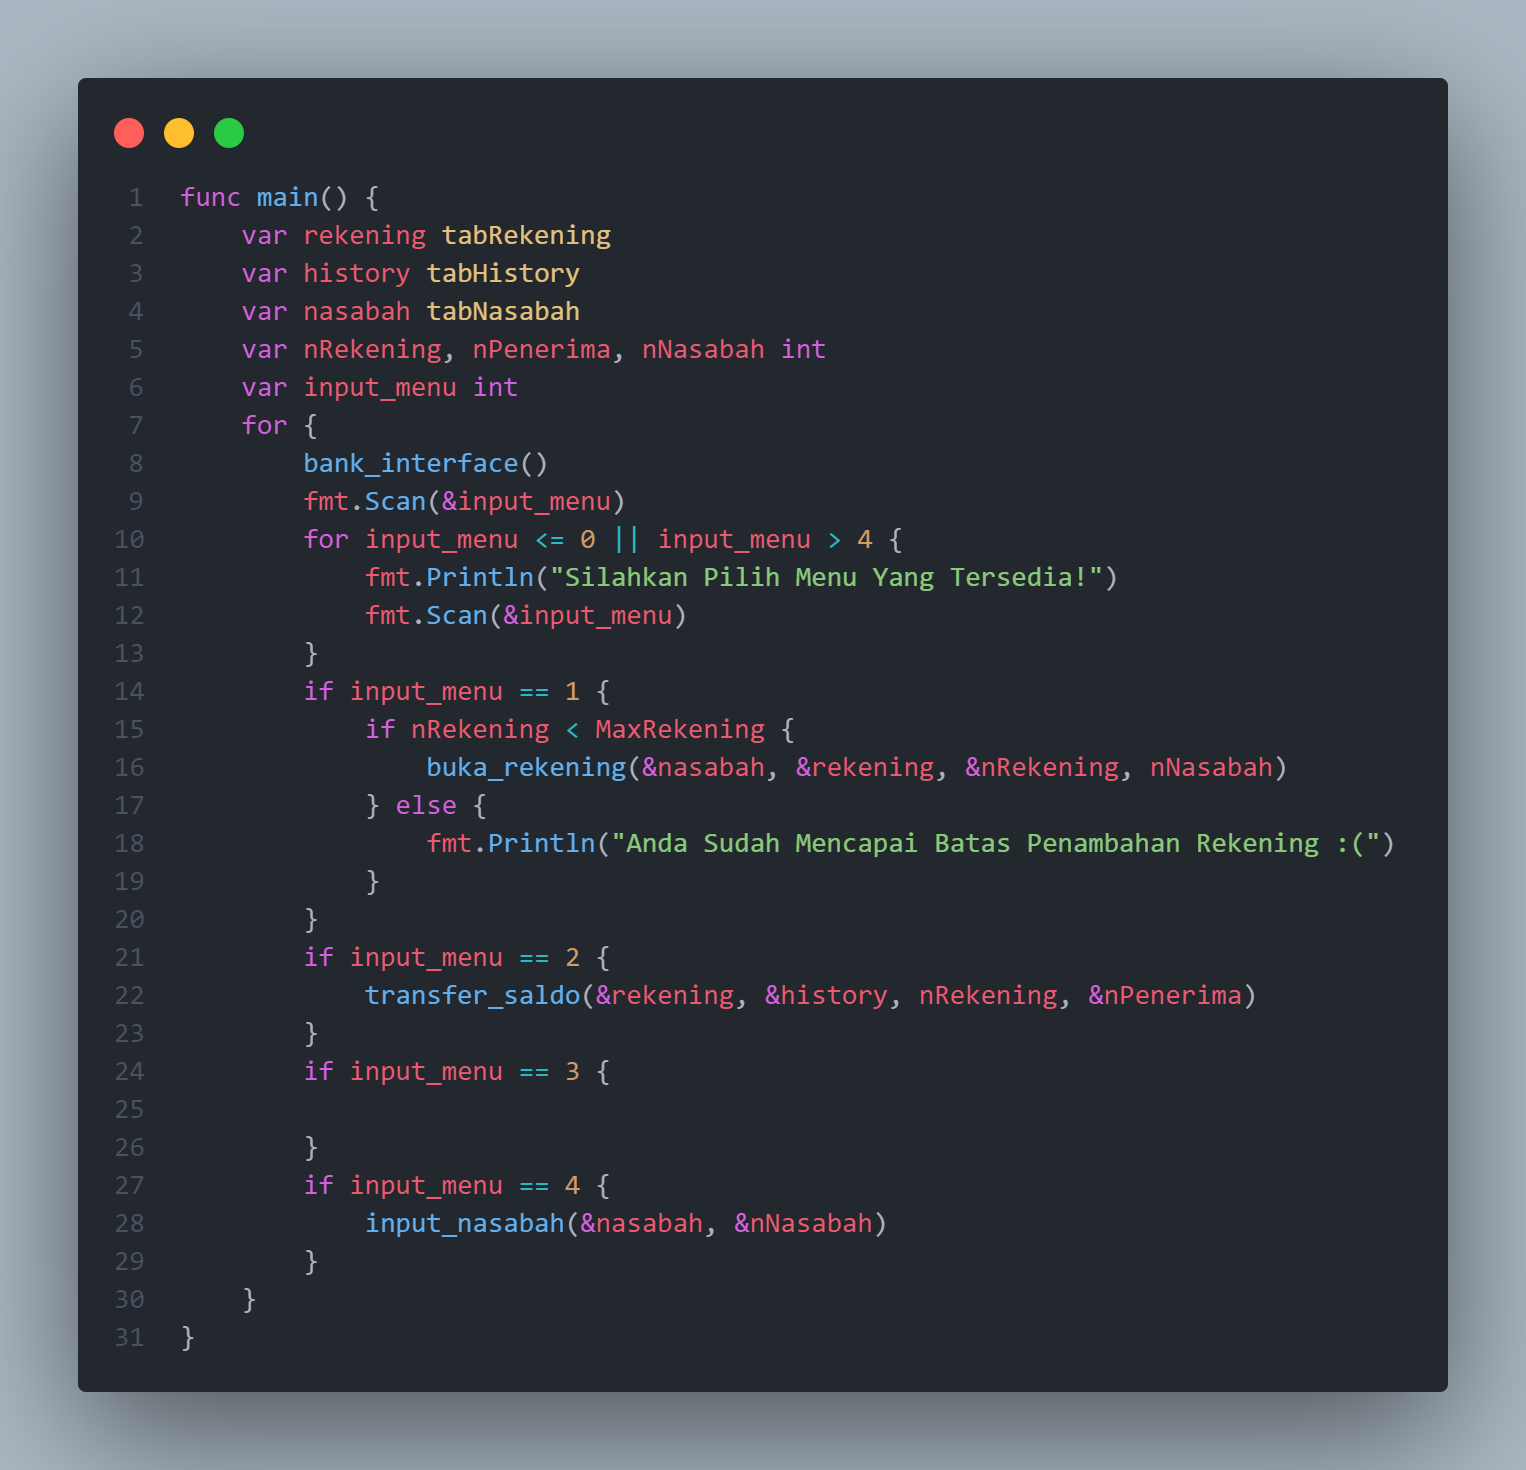 1 func main() {
2     var rekening tabRekening
3     var history tabHistory
4     var nasabah tabNasabah
5     var nRekening, nPenerima, nNasabah int
6     var input_menu int
7     for {
8         bank_interface()
9         fmt.Scan(&input_menu)
10         for input_menu <= 0 || input_menu > 4 {
11             fmt.Println("Silahkan Pilih Menu Yang Tersedia!")
12             fmt.Scan(&input_menu)
13         }
14         if input_menu == 1 {
15             if nRekening < MaxRekening {
16                 buka_rekening(&nasabah, &rekening, &nRekening, nNasabah)
17             } else {
18                 fmt.Println("Anda Sudah Mencapai Batas Penambahan Rekening :(")
19             }
20         }
21         if input_menu == 2 {
22             transfer_saldo(&rekening, &history, nRekening, &nPenerima)
23         }
24         if input_menu == 3 {
25
26         }
27         if input_menu == 4 {
28             input_nasabah(&nasabah, &nNasabah)
29         }
30     }
31 }